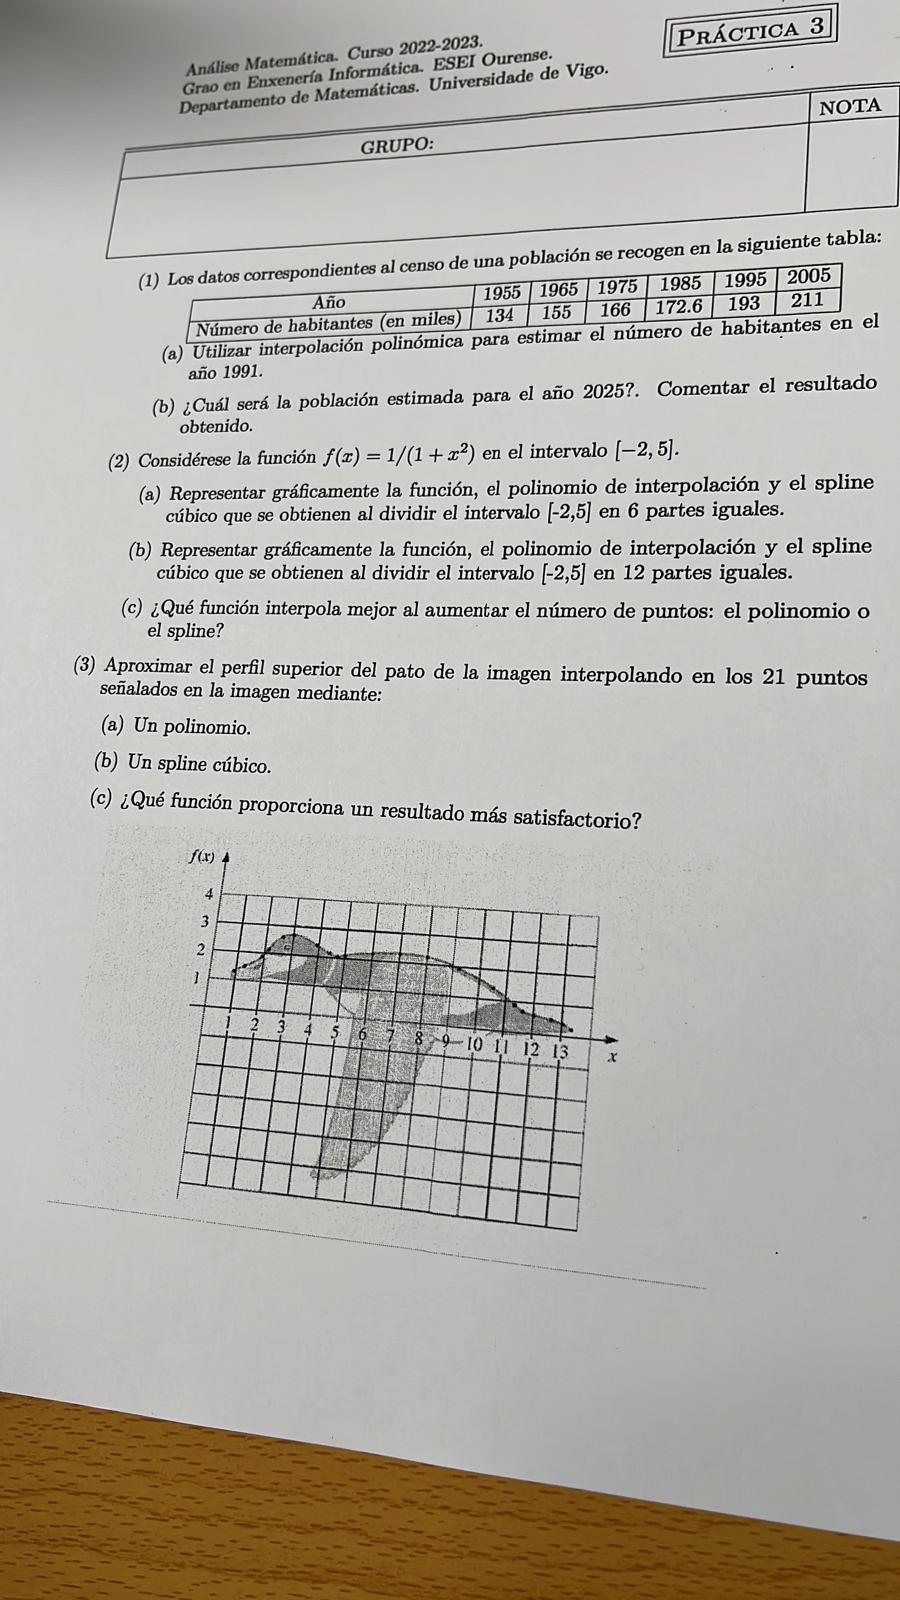 PRÁCTICA 3
Análise Matemática. Curso 2022-2023.
Grao en Enxenería Informática. ESEI Ourense.
Departamento de Matemáticas. Universidade de Vigo.
GRUPO:
NOTA
(1) Los datos correspondientes al censo de una población se recogen en la siguiente tabla:
Año 1955 1965 1975 1985 1995 2005
Número de habitantes (en miles) 134 155 166 172.6 193 211
(a) Utilizar interpolación polinómica para estimar el número de habitantes en el
año 1991.
(b) ¿Cuál será la población estimada para el año 2025?. Comentar el resultado
obtenido.
(2) Considérese la función f(x) = 1/(1 + x²) en el intervalo [−2, 5].
(a) Representar gráficamente la función, el polinomio de interpolación y el spline
cúbico que se obtienen al dividir el intervalo [-2,5] en 6 partes iguales.
(b) Representar gráficamente la función, el polinomio de interpolación y el spline
cúbico que se obtienen al dividir el intervalo [-2,5] en 12 partes iguales.
(c) ¿Qué función interpola mejor al aumentar el número de puntos: el polinomio o
el spline?
(3) Aproximar el perfil superior del pato de la imagen interpolando en los 21 puntos
señalados en la imagen mediante:
(a) Un polinomio.
(b) Un spline cúbico.
(c) ¿Qué función proporciona un resultado más satisfactorio?
f(x)
4
3
2
1
1 2 3 4 5 6 7 8 9 10 11 12 13
x